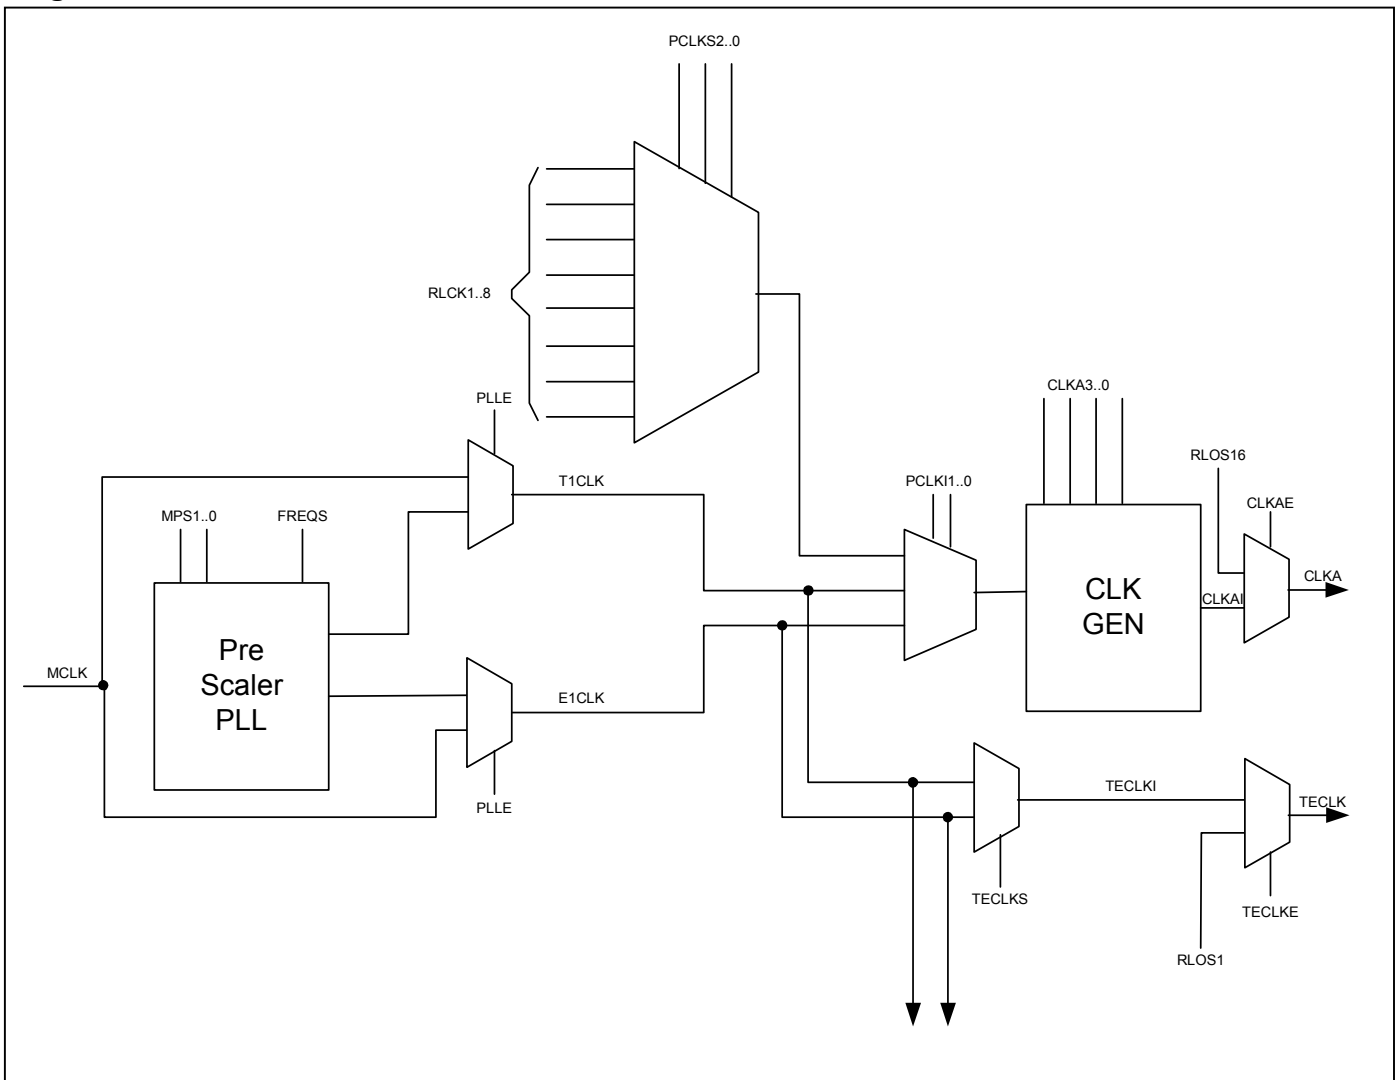 PCLKS2..0
RLCK1..8
PLLE
CLKA3..0
RLOS16
T1CLK
PCLKI1..0
CLKAE
MPS1..0
FREQS
CLKA
CLK
GEN
CLKAI
Pre
Scaler
PLL
MCLK
E1CLK
PLLE
TECLKI
TECLK
TECLKS
TECLKE
RLOS1